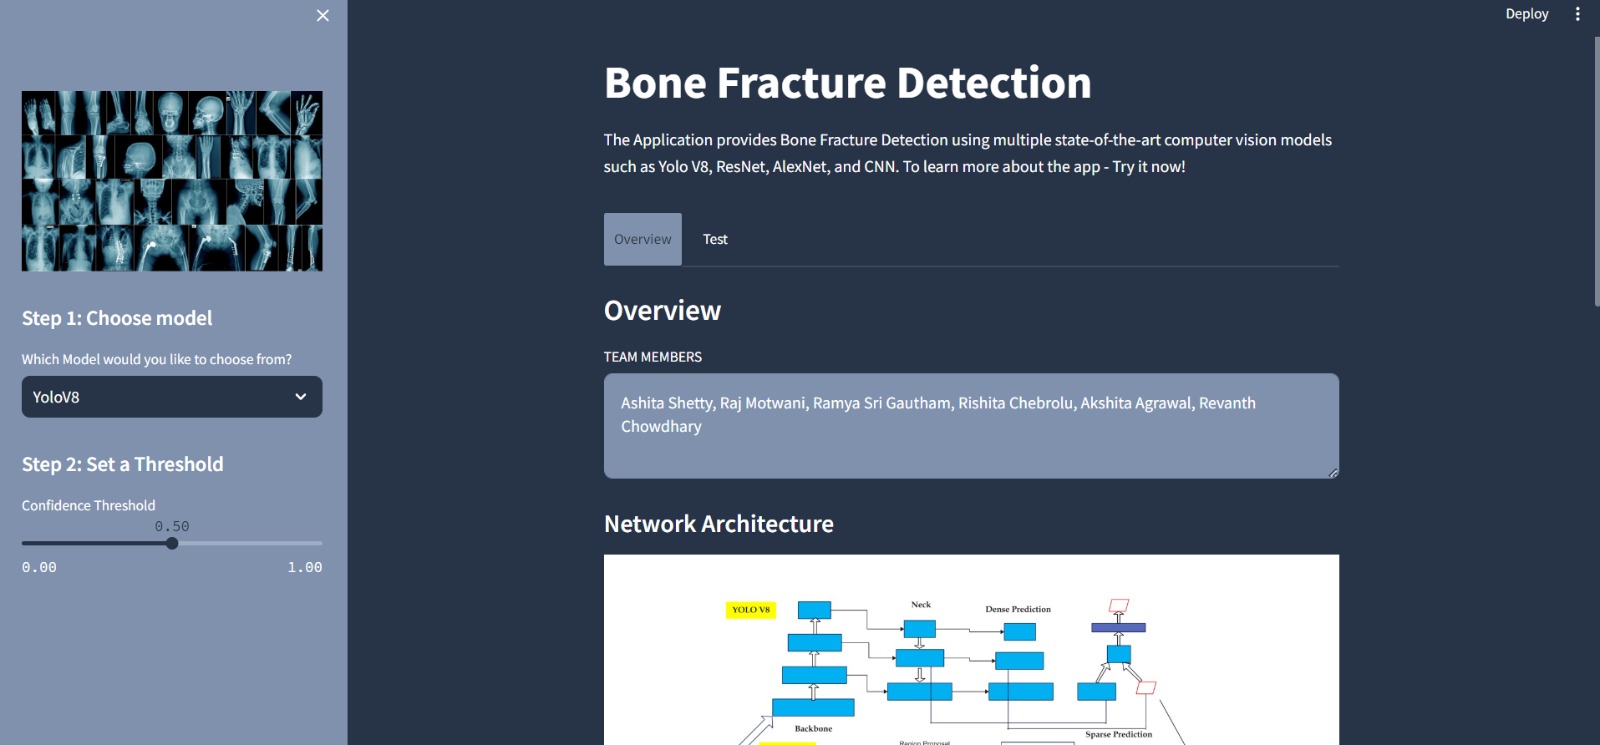 Deploy
Step 1: Choose model
Which Model would you like to choose from?
YoloV8
Step 2: Set a Threshold
Confidence Threshold
0.50
0.00 1.00
Bone Fracture Detection
The Application provides Bone Fracture Detection using multiple state-of-the-art computer vision models
such as Yolo V8, ResNet, AlexNet, and CNN. To learn more about the app - Try it now!
Overview Test
Overview
TEAM MEMBERS
Ashita Shetty, Raj Motwani, Ramya Sri Gautham, Rishita Chebrolu, Akshita Agrawal, Revanth
Chowdhary
Network Architecture
YOLO V8
Neck
Dense Prediction
Backbone
Sparse Prediction
Region Proposal